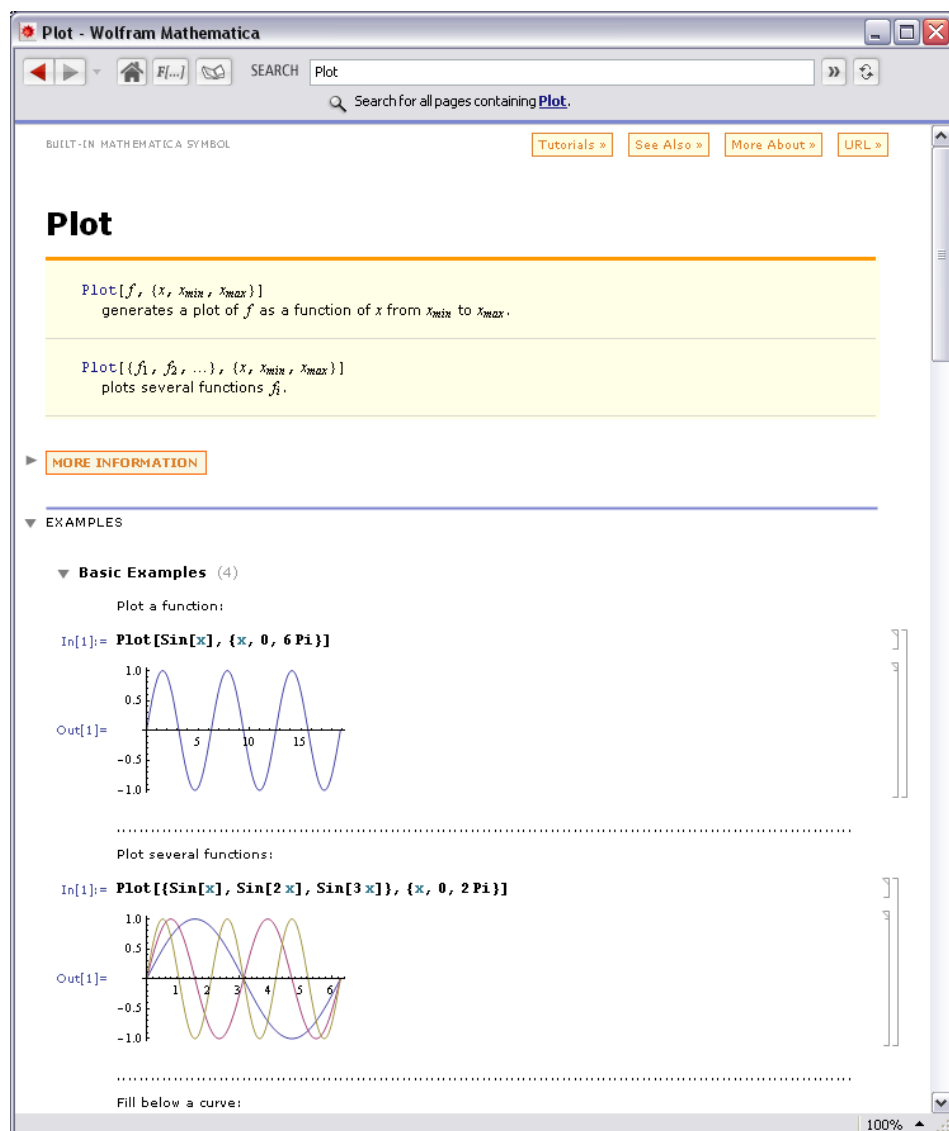 Plot - Wolfram Mathematica
F[...] SEARCH Plot »
Search for all pages containing Plot.
BUILT-IN MATHEMATICA SYMBOL Tutorials » See Also » More About » URL »
Plot
Plot[f, {x, xmin, xmax}]
generates a plot of f as a function of x from xmin to xmax.
Plot[{f1, f2, ...}, {x, xmin, xmax}]
plots several functions fi.
MORE INFORMATION
EXAMPLES
Basic Examples (4)
Plot a function:
In[1]:= Plot[Sin[x], {x, 0, 6 Pi}]
1.0
0.5
Out[1]=
5 10 15
-0.5
-1.0
Plot several functions:
In[1]:= Plot[{Sin[x], Sin[2 x], Sin[3 x]}, {x, 0, 2 Pi}]
1.0
0.5
Out[1]=
1 2 3 4 5 6
-0.5
-1.0
Fill below a curve:
100%